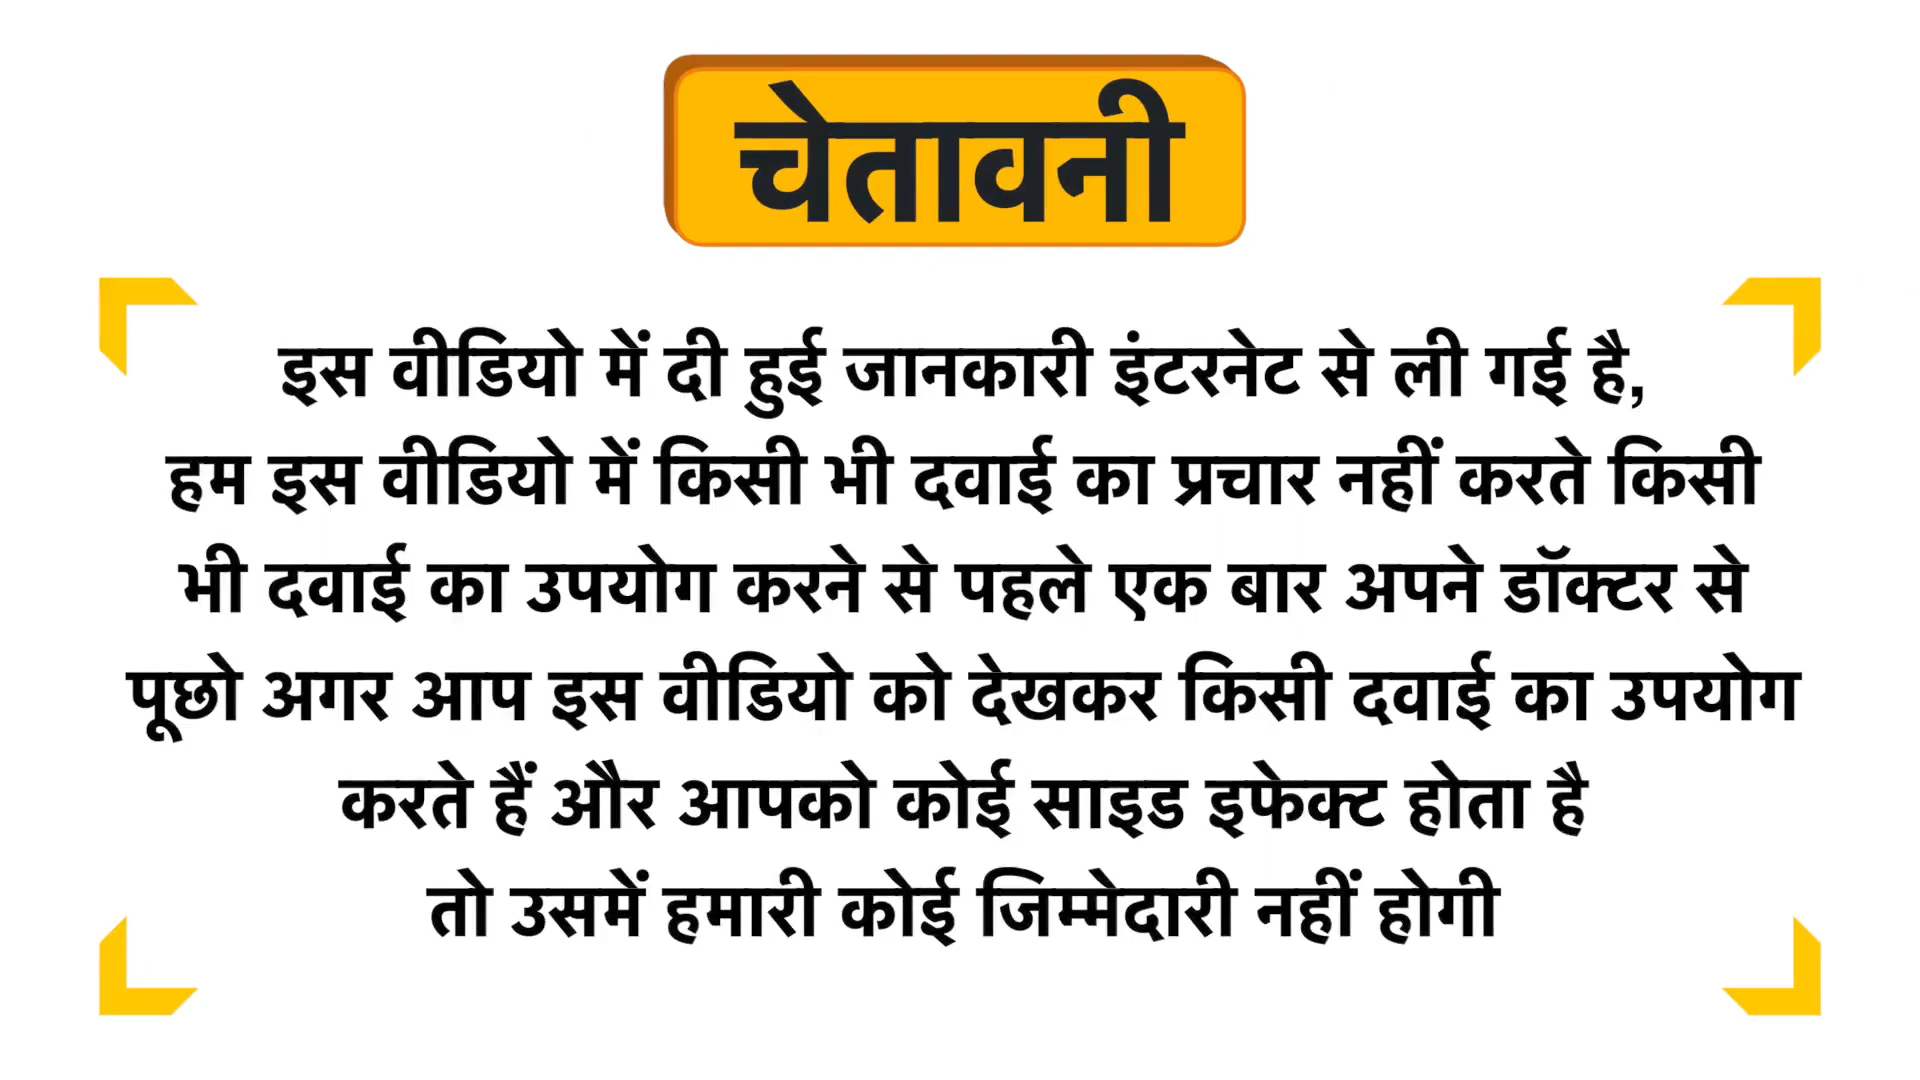 चेतावनी
इस वीडियो में दी हुई जानकारी इंटरनेट से ली गई है,
हम इस वीडियो में किसी भी दवाई का प्रचार नहीं करते किसी
भी दवाई का उपयोग करने से पहले एक बार अपने डॉक्टर से
पूछो अगर आप इस वीडियो को देखकर किसी दवाई का उपयोग
करते हैं और आपको कोई साइड इफेक्ट होता है
तो उसमें हमारी कोई जिम्मेदारी नहीं होगी